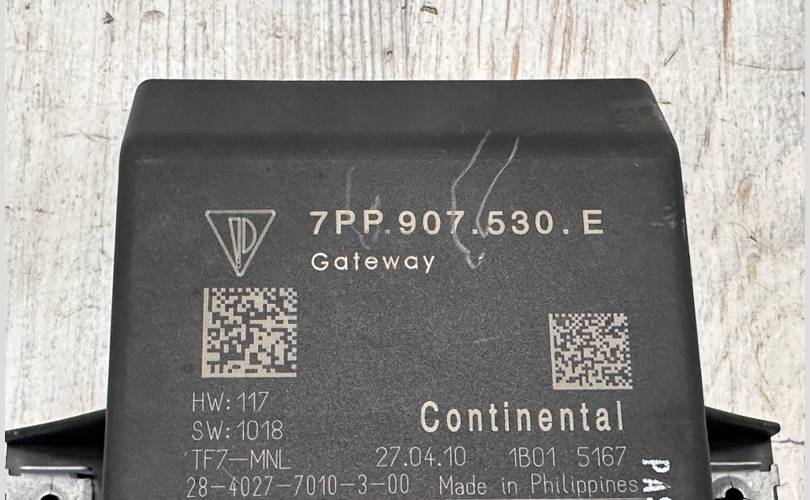 7PP.907.530.E
Gateway
HW:117
SW:1018
Continental
TF7-MNL 27.04.10 1B01 5167
28-4027-7010-3-00 Made in Philippines